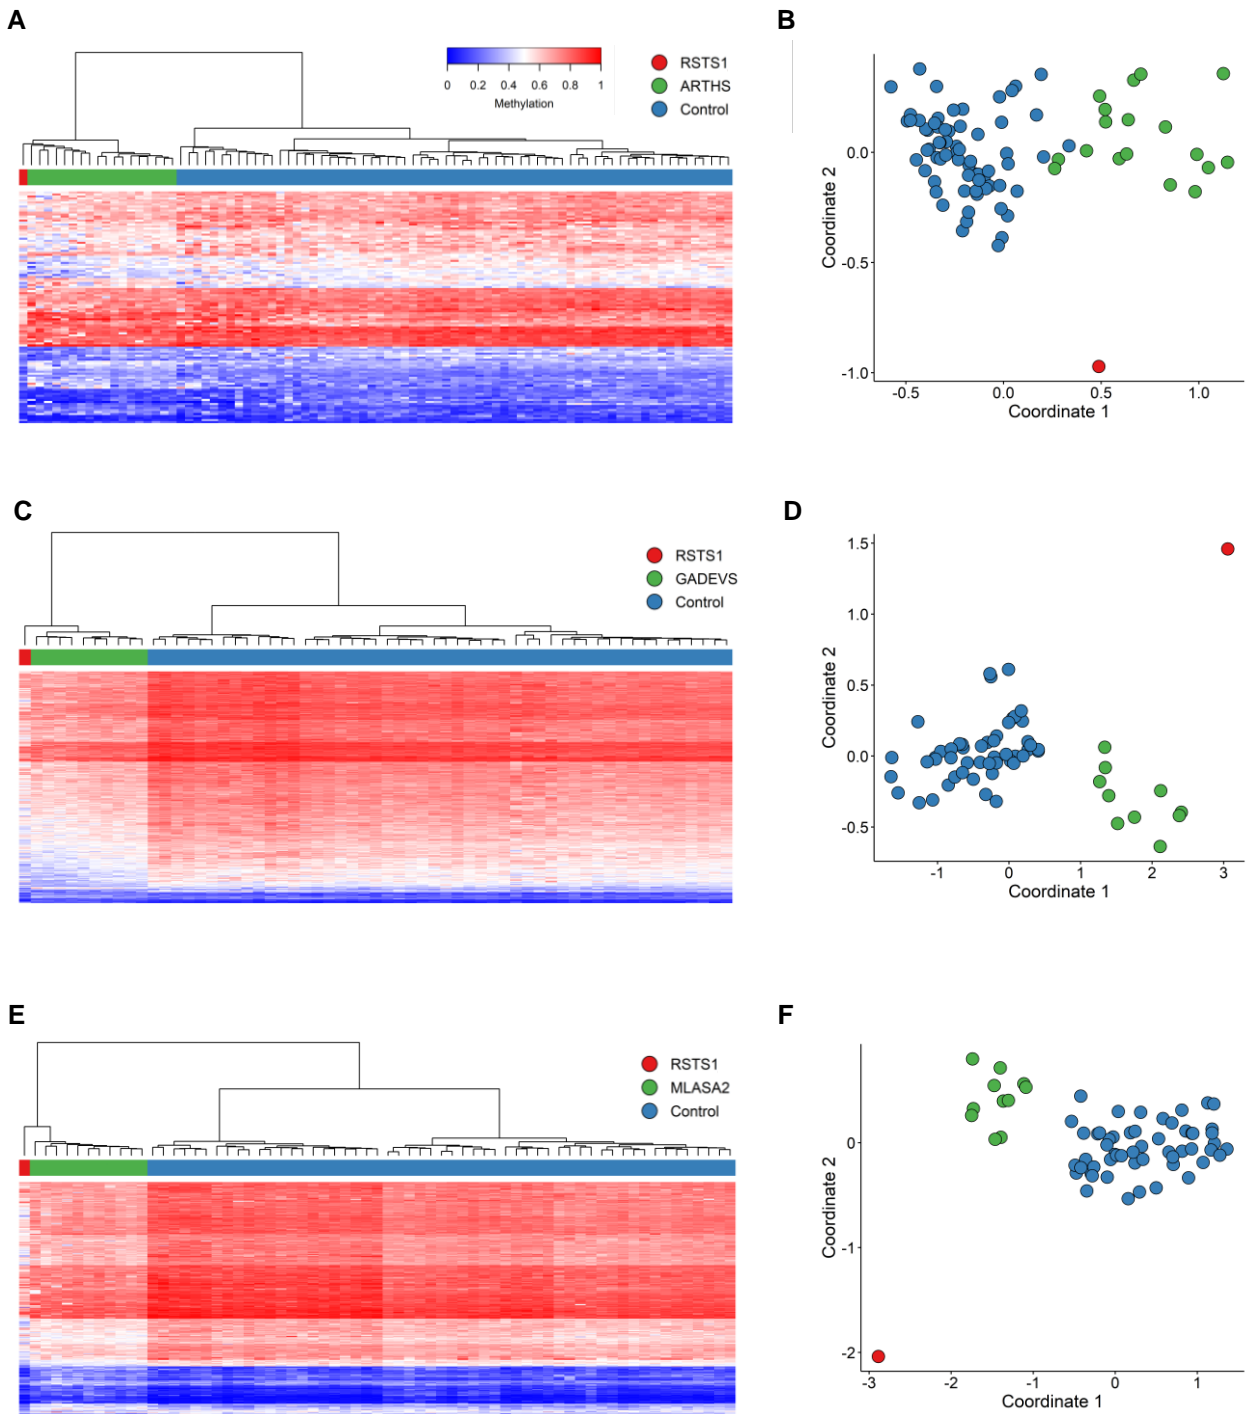 A
0 0.2 0.4 0.6 0.8 1
Methylation
RSTS1
ARTHS
Control
B
0.0
-0.5
-1.0
Coordinate 2
-0.5 0.0 0.5 1.0
Coordinate 1
C
RSTS1
GADEVS
Control
D
1.5
1.0
0.5
0.0
-0.5
Coordinate 2
-1 0 1 2 3
Coordinate 1
E
RSTS1
MLASA2
Control
F
0
-1
-2
Coordinate 2
-3 -2 -1 0 1
Coordinate 1